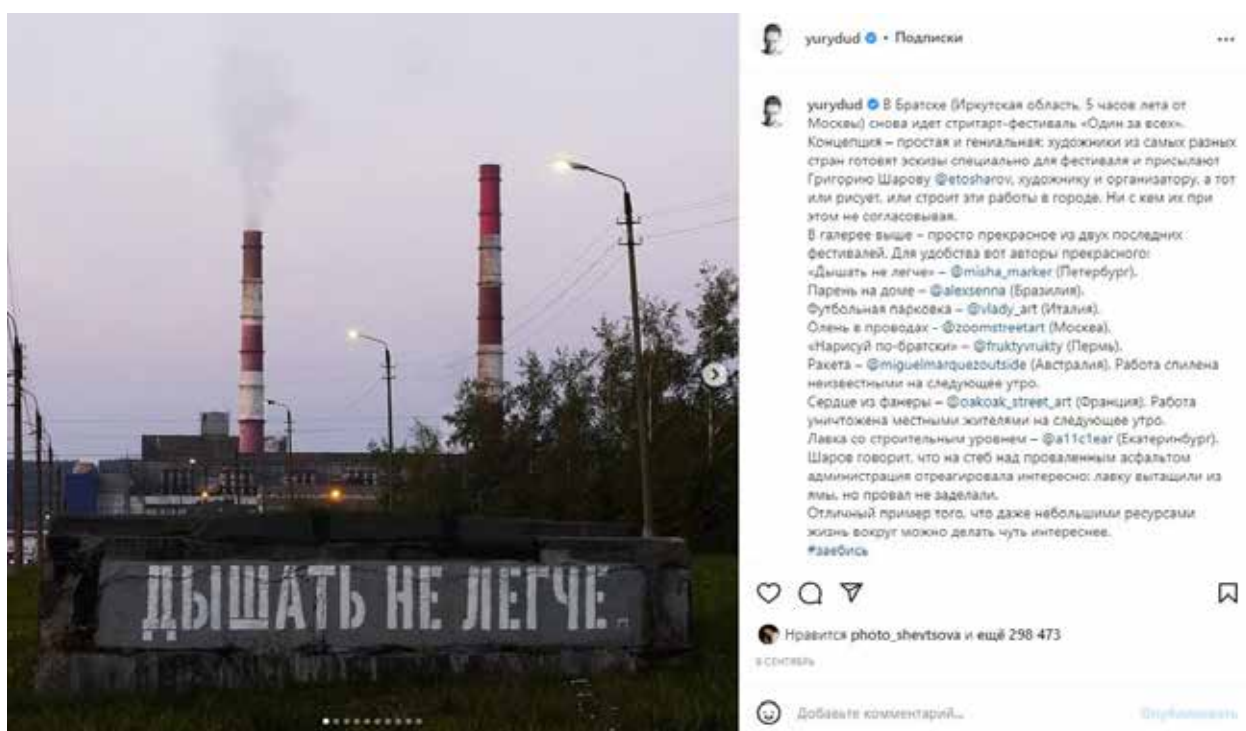 yurydud • Подписки
yurydud В Братске (Иркутская область, 5 часов лета от
Москвы) снова идет стритарт-фестиваль «Один за всех».
Концепция – простая и гениальная: художники из самых разных
стран готовят эскизы специально для фестиваля и присылают
Григорию Шарову @etosharov, художнику и организатору, а тот
или рисует, или строит эти работы в городе. Ни с кем их при
этом не согласовывая.
В галерее выше – просто прекрасное из двух последних
фестивалей. Для удобства вот авторы прекрасного:
«Дышать не легче» – @misha_marker (Петербург).
Парень на доме – @alexsenna (Бразилия).
Футбольная парковка – @vlady_art (Италия).
Олень в проводах - @zoomstreetart (Москва).
«Нарисуй по-братски» – @fruktyvrukty (Пермь).
Ракета – @miguelmarquezoutside (Австралия). Работа спилена
неизвестными на следующее утро.
Сердце из фанеры – @oakoak_street_art (Франция). Работа
уничтожена местными жителями на следующее утро.
Лавка со строительным уровнем – @a11c1ear (Екатеринбург).
Шаров говорит, что на стеб над проваленным асфальтом
администрация отреагировала интересно: лавку вытащили из
ямы, но провал не заделали.
Отличный пример того, что даже небольшими ресурсами
жизнь вокруг можно делать чуть интереснее.
#заебись
ДЫШАТЬ НЕ ЛЕГЧЕ.
Нравится photo_shevtsova и ещё 298 473
8 СЕНТЯБРЬ
Добавьте комментарий...
Опубликовать